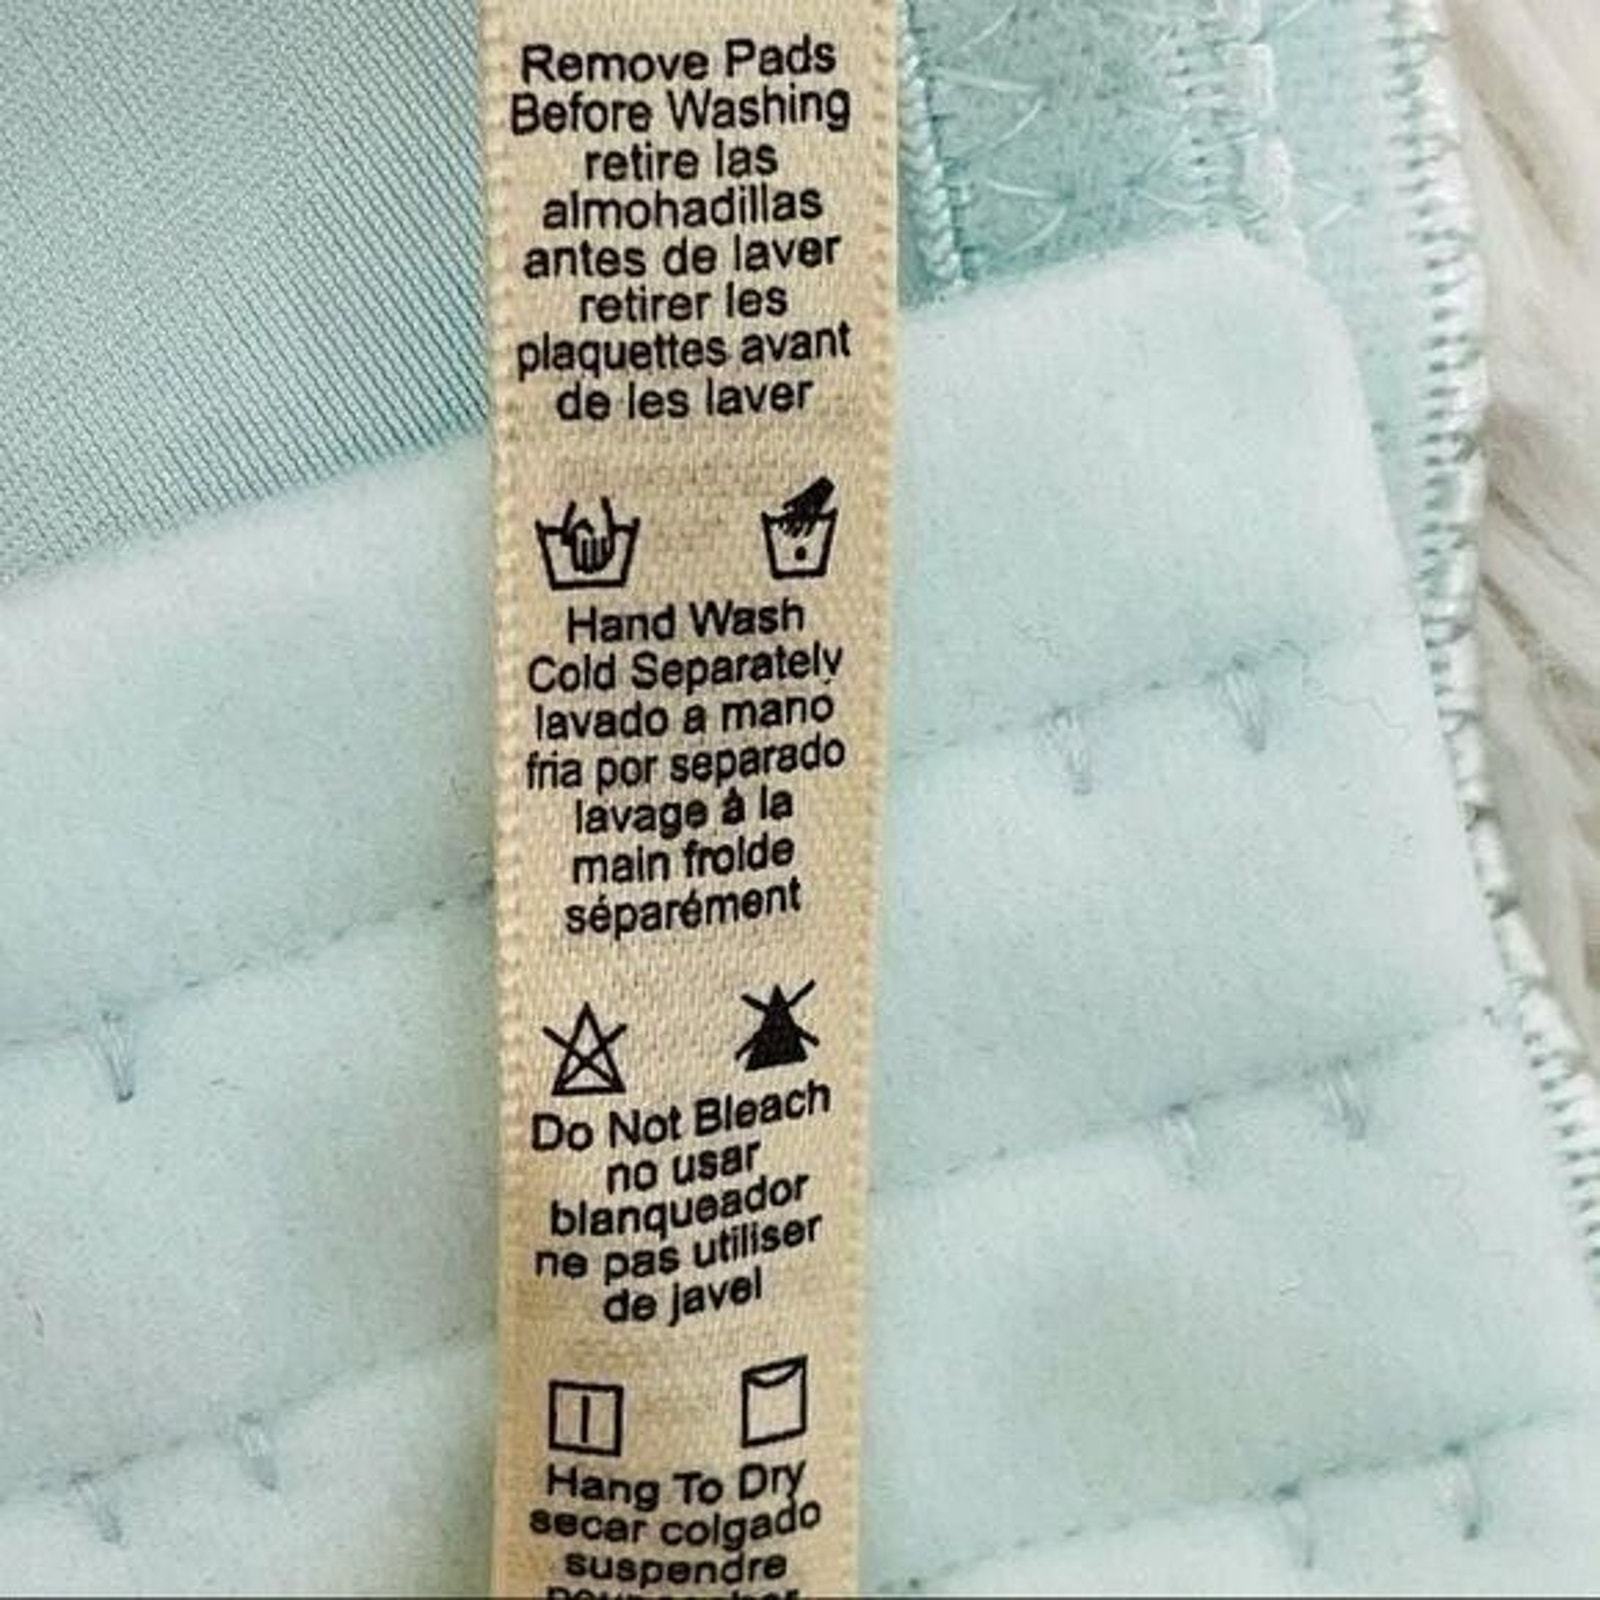 Remove Pads
Before Washing
retire las
almohadillas
antes de laver
retirer les
plaquettes avant
de les laver
Hand Wash
Cold Separately
lavado a mano
fria por separado
lavage à la
main froide
séparément
Do Not Bleach
no usar
blanqueador
ne pas utiliser
de javel
Hang To Dry
secar colgado
suspendre